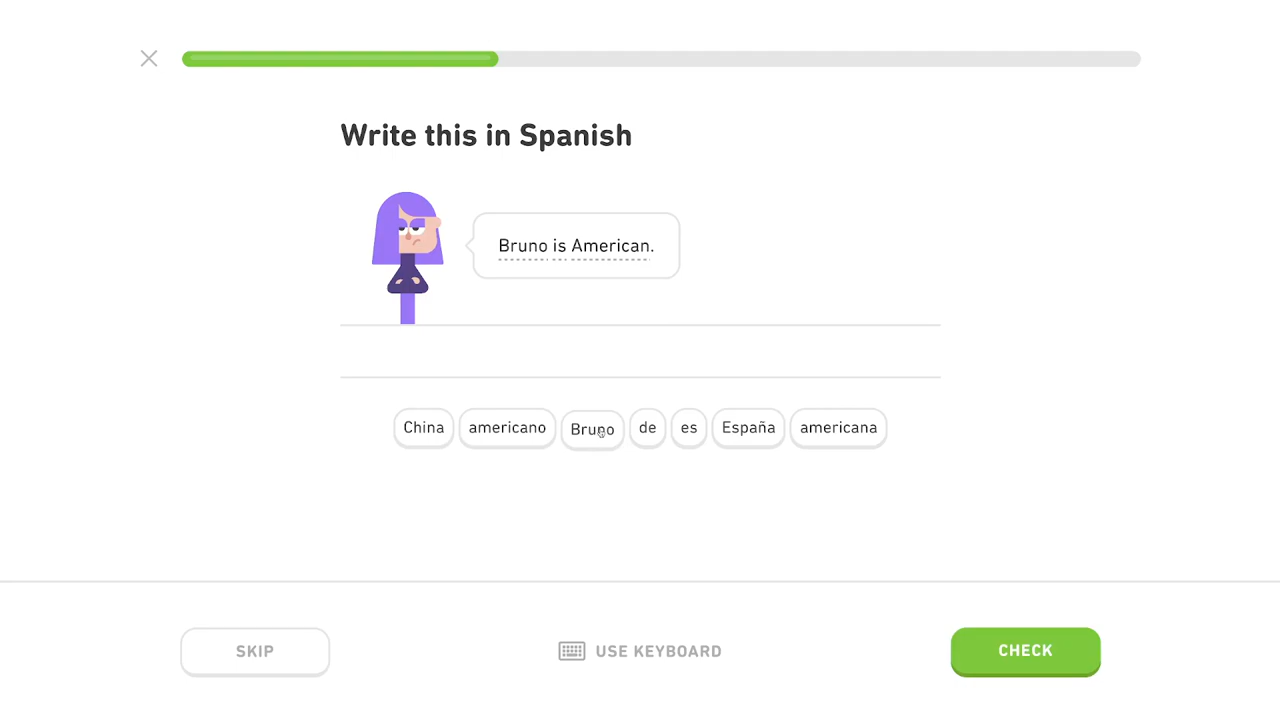 Write this in Spanish
Bruno is American.
China americano Bruno de es España americana
SKIP USE KEYBOARD CHECK